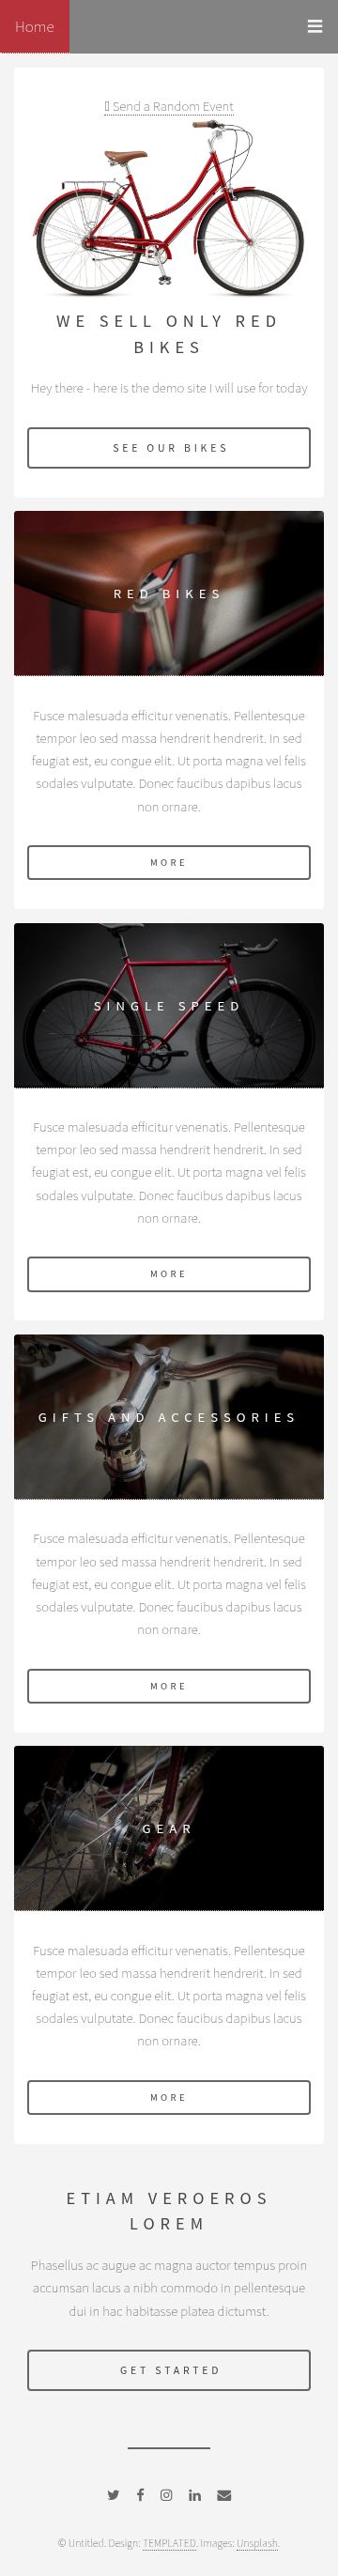 Home
Send a Random Event
WE SELL ONLY RED
BIKES
Hey there - here is the demo site I will use for today
SEE OUR BIKES
RED BIKES
Fusce malesuada efficitur venenatis. Pellentesque
tempor leo sed massa hendrerit hendrerit. In sed
feugiat est, eu congue elit. Ut porta magna vel felis
sodales vulputate. Donec faucibus dapibus lacus
non ornare.
MORE
SINGLE SPEED
Fusce malesuada efficitur venenatis. Pellentesque
tempor leo sed massa hendrerit hendrerit. In sed
feugiat est, eu congue elit. Ut porta magna vel felis
sodales vulputate. Donec faucibus dapibus lacus
non ornare.
MORE
GIFTS AND ACCESSORIES
Fusce malesuada efficitur venenatis. Pellentesque
tempor leo sed massa hendrerit hendrerit. In sed
feugiat est, eu congue elit. Ut porta magna vel felis
sodales vulputate. Donec faucibus dapibus lacus
non ornare.
MORE
GEAR
Fusce malesuada efficitur venenatis. Pellentesque
tempor leo sed massa hendrerit hendrerit. In sed
feugiat est, eu congue elit. Ut porta magna vel felis
sodales vulputate. Donec faucibus dapibus lacus
non ornare.
MORE
ETIAM VEROEROS
LOREM
Phasellus ac augue ac magna auctor tempus proin
accumsan lacus a nibh commodo in pellentesque
dui in hac habitasse platea dictumst.
GET STARTED
© Untitled. Design: TEMPLATED. Images: Unsplash.